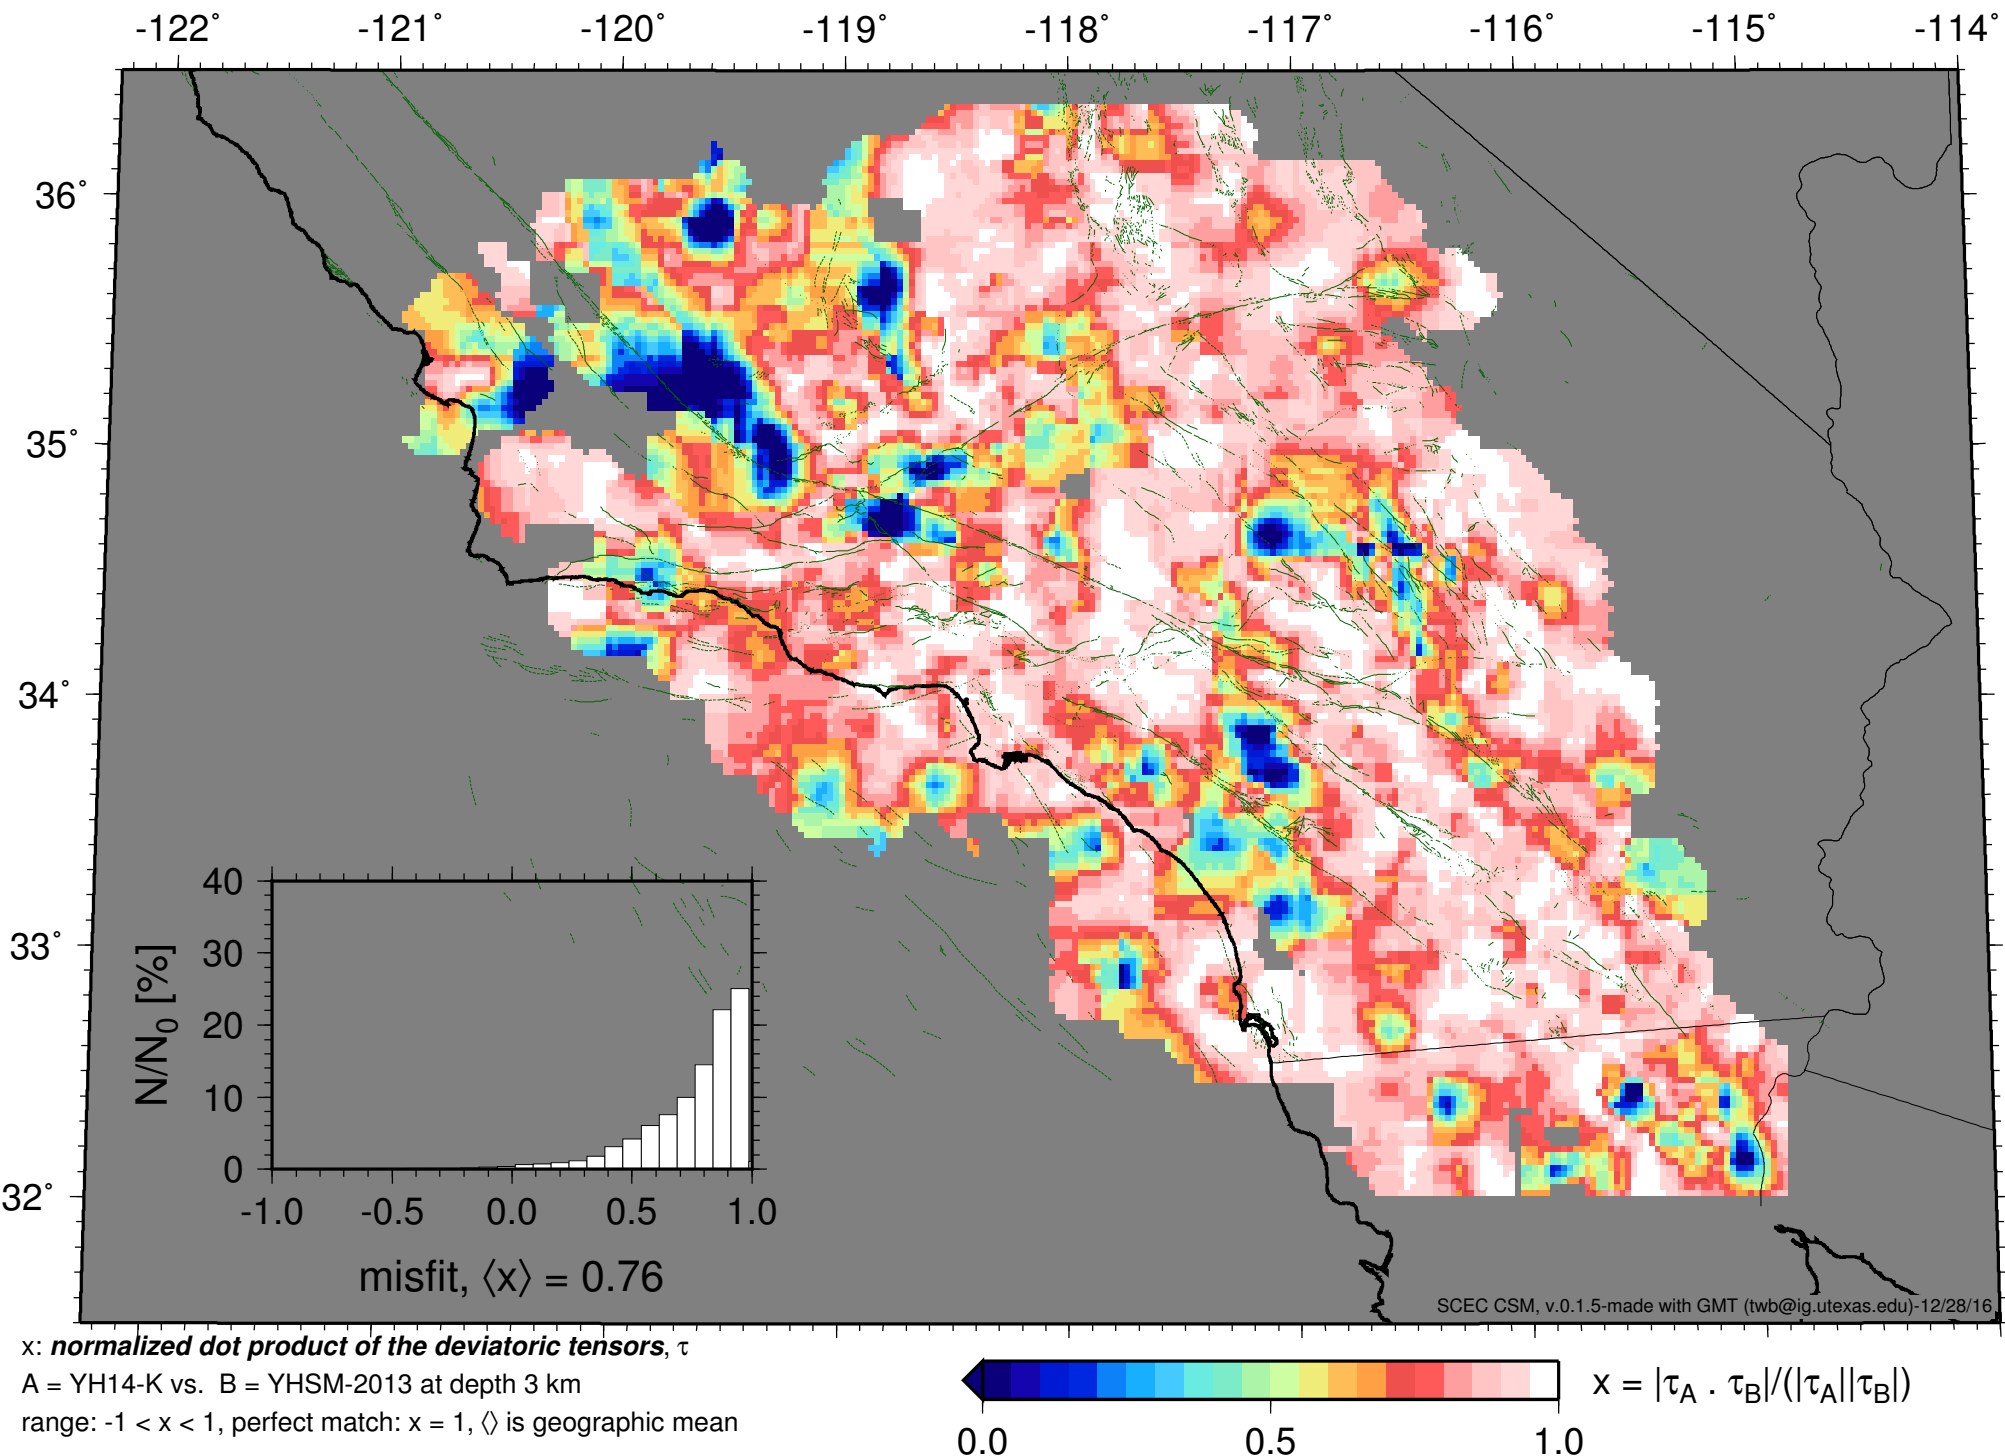 -122° -121° -120° -119° -118° -117° -116° -115° -114°
36°
35°
34°
33°
32°
40
30
20
10
0
N/N0 [%]
-1.0 -0.5 0.0 0.5 1.0
misfit, ⟨x⟩ = 0.76
SCEC CSM, v.0.1.5-made with GMT (twb@ig.utexas.edu)-12/28/16
x: normalized dot product of the deviatoric tensors, τ
A = YH14-K vs. B = YHSM-2013 at depth 3 km
range: -1 < x < 1, perfect match: x = 1, ⟨⟩ is geographic mean
x = |τA . τB|/(|τA||τB|)
0.0 0.5 1.0